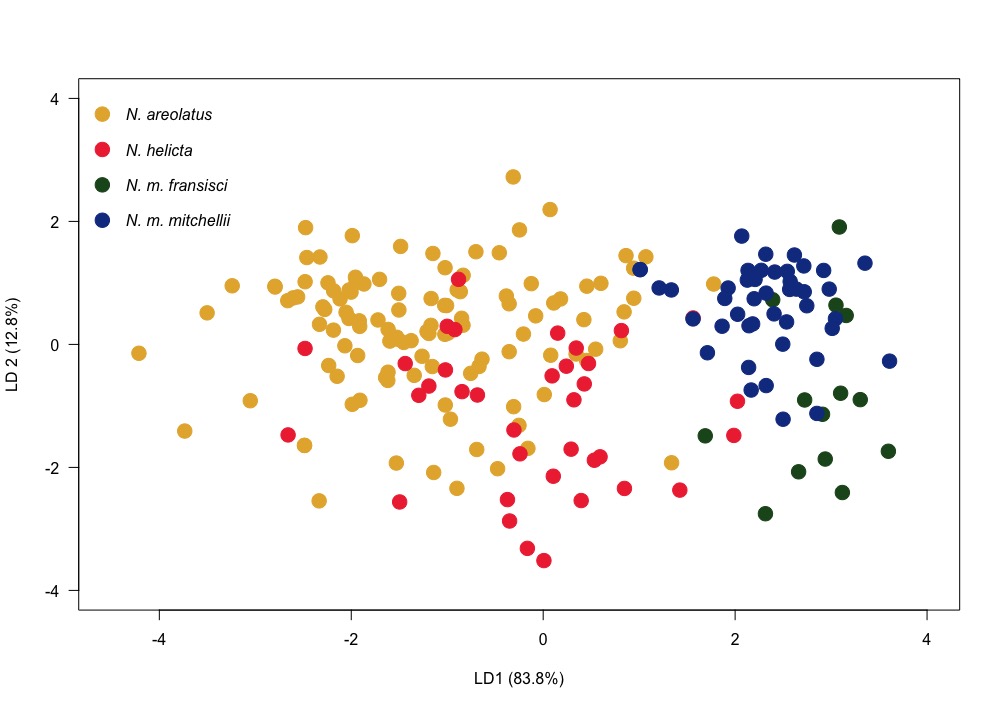 N. areolatus
N. helicta
N. m. fransisci
N. m. mitchellii
4
2
0
-2
-4
LD 2 (12.8%)
-4
-2
0
2
4
LD1 (83.8%)